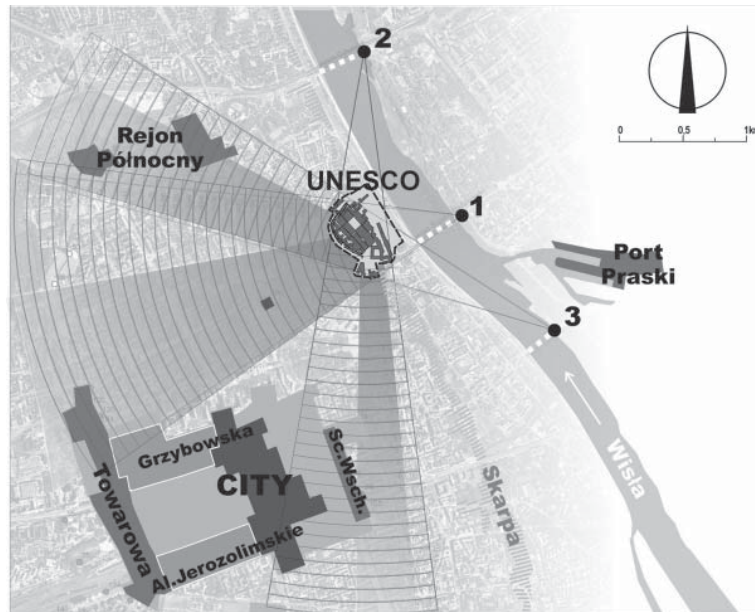 2
Rejon
Północny
UNESCO
1
0
0,5
1km
Port
Praski
3
Grzybowska
Sc.Wsch.
CITY
Towarowa
Al.Jerozolimskie
Skarpa
Wisła